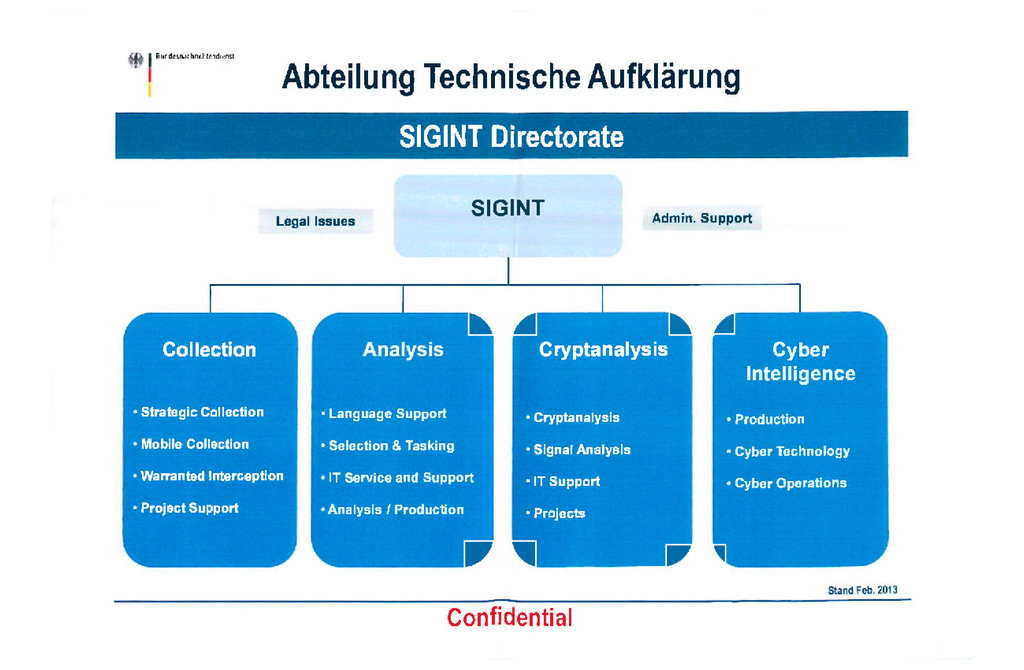 Bundesnachrichtendienst
Abteilung Technische Aufklärung
SIGINT Directorate
SIGINT
Legal Issues
Admin. Support
Collection
• Strategic Collection
• Mobile Collection
• Warranted Interception
• Project Support
Analysis
• Language Support
• Selection & Tasking
• IT Service and Support
• Analysis / Production
Cryptanalysis
• Cryptanalysis
• Signal Analysis
• IT Support
• Projects
Cyber
Intelligence
• Production
• Cyber Technology
• Cyber Operations
Stand Feb. 2013
Confidential